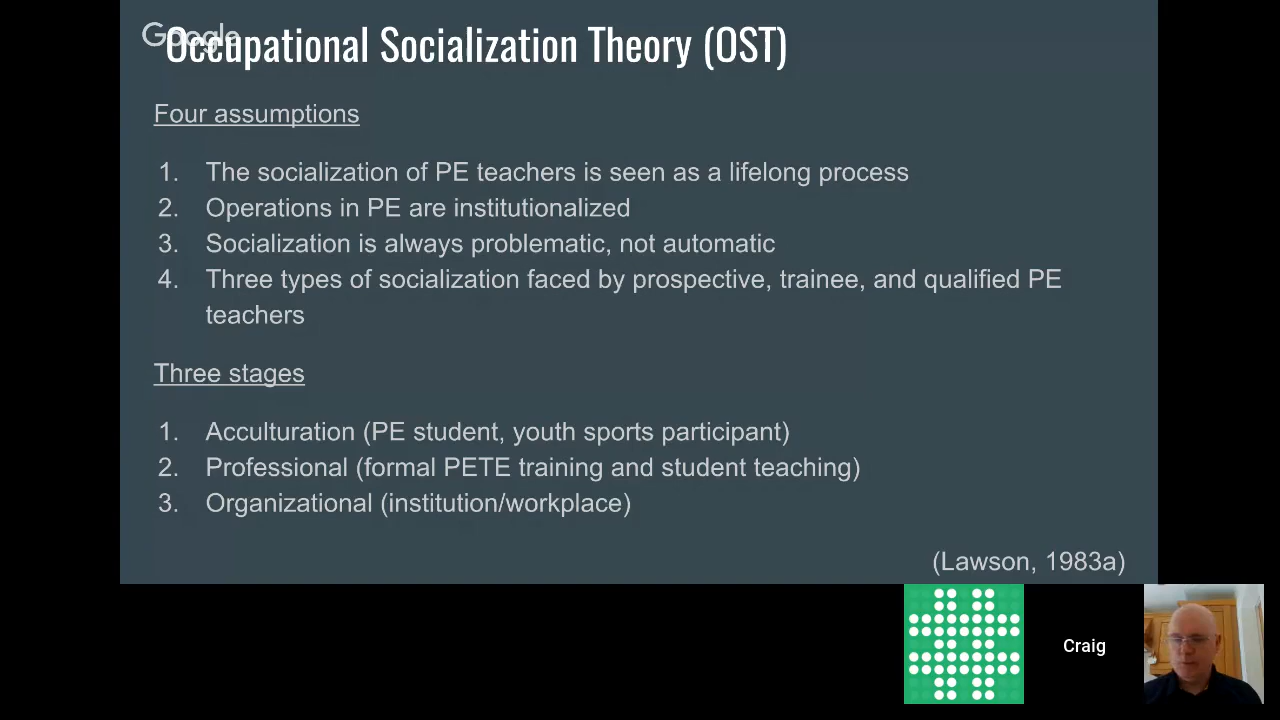 Google
Occupational Socialization Theory (OST)
Four assumptions
1. The socialization of PE teachers is seen as a lifelong process
2. Operations in PE are institutionalized
3. Socialization is always problematic, not automatic
4. Three types of socialization faced by prospective, trainee, and qualified PE
teachers
Three stages
1. Acculturation (PE student, youth sports participant)
2. Professional (formal PETE training and student teaching)
3. Organizational (institution/workplace)
(Lawson, 1983a)
Craig